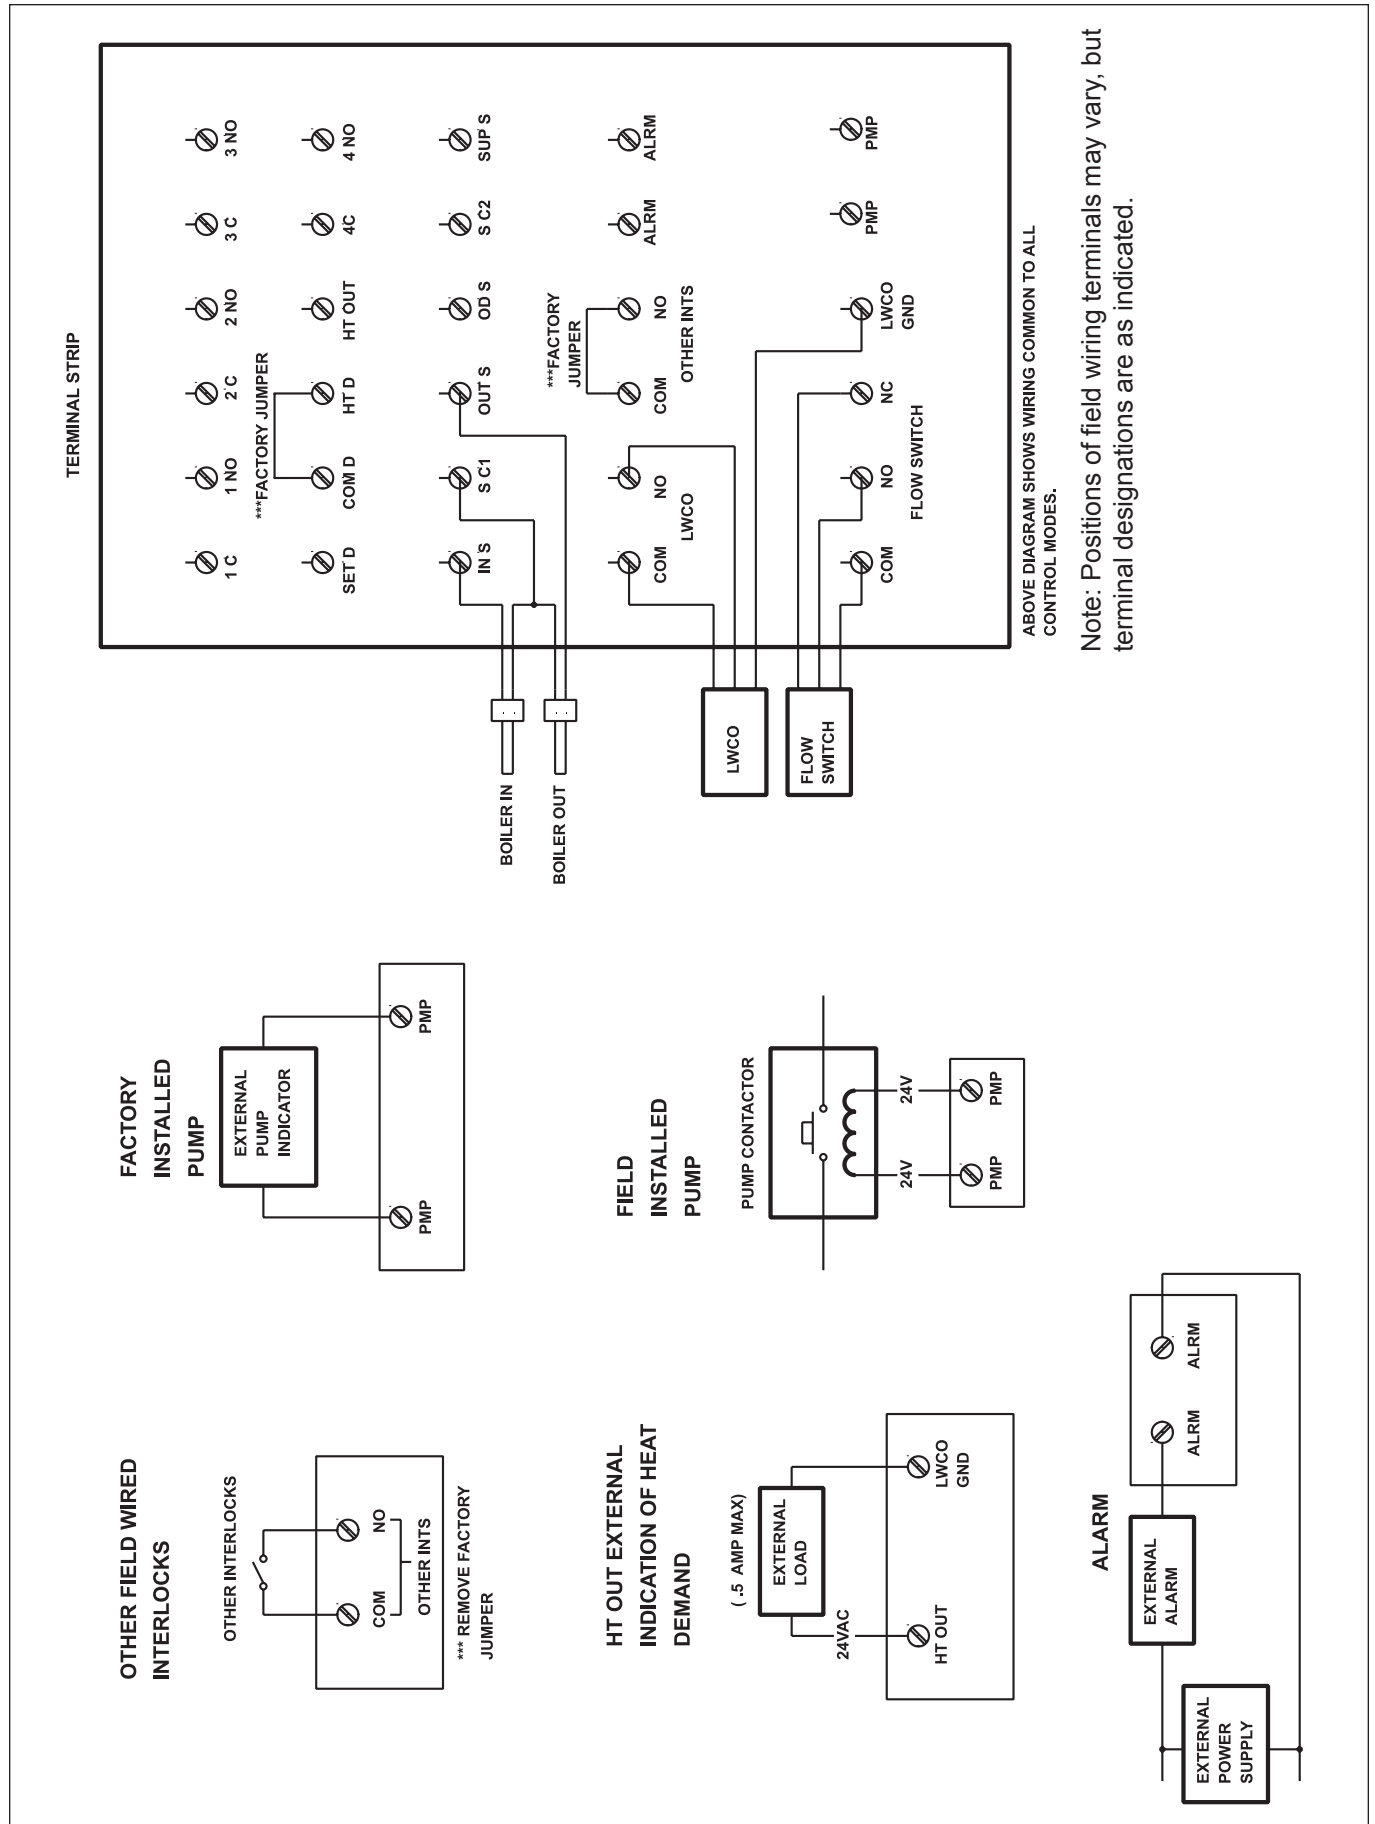 TERMINAL STRIP
1 C
1 NO
2 C
2 NO
3 C
3 NO
***FACTORY JUMPER
SET D
COM D
HT D
HT OUT
4C
4 NO
IN S
S C1
OUT S
OD S
S C2
SUP S
***FACTORY
JUMPER
COM
NO
LWCO
COM
NO
OTHER INTS
ALRM
ALRM
COM
NO
NC
FLOW SWITCH
LWCO
GND
PMP
PMP
BOILER IN
BOILER OUT
LWCO
FLOW
SWITCH
ABOVE DIAGRAM SHOWS WIRING COMMON TO ALL
CONTROL MODES.
Note: Positions of field wiring terminals may vary, but
terminal designations are as indicated.
OTHER FIELD WIRED
INTERLOCKS
OTHER INTERLOCKS
COM
NO
OTHER INTS
*** REMOVE FACTORY
JUMPER
FACTORY
INSTALLED
PUMP
EXTERNAL
PUMP
INDICATOR
PMP
PMP
HT OUT EXTERNAL
INDICATION OF HEAT
DEMAND
( .5 AMP MAX)
EXTERNAL
LOAD
24VAC
HT OUT
LWCO
GND
FIELD
INSTALLED
PUMP
PUMP CONTACTOR
24V
24V
PMP
PMP
ALARM
EXTERNAL
ALARM
ALRM
ALRM
EXTERNAL
POWER
SUPPLY